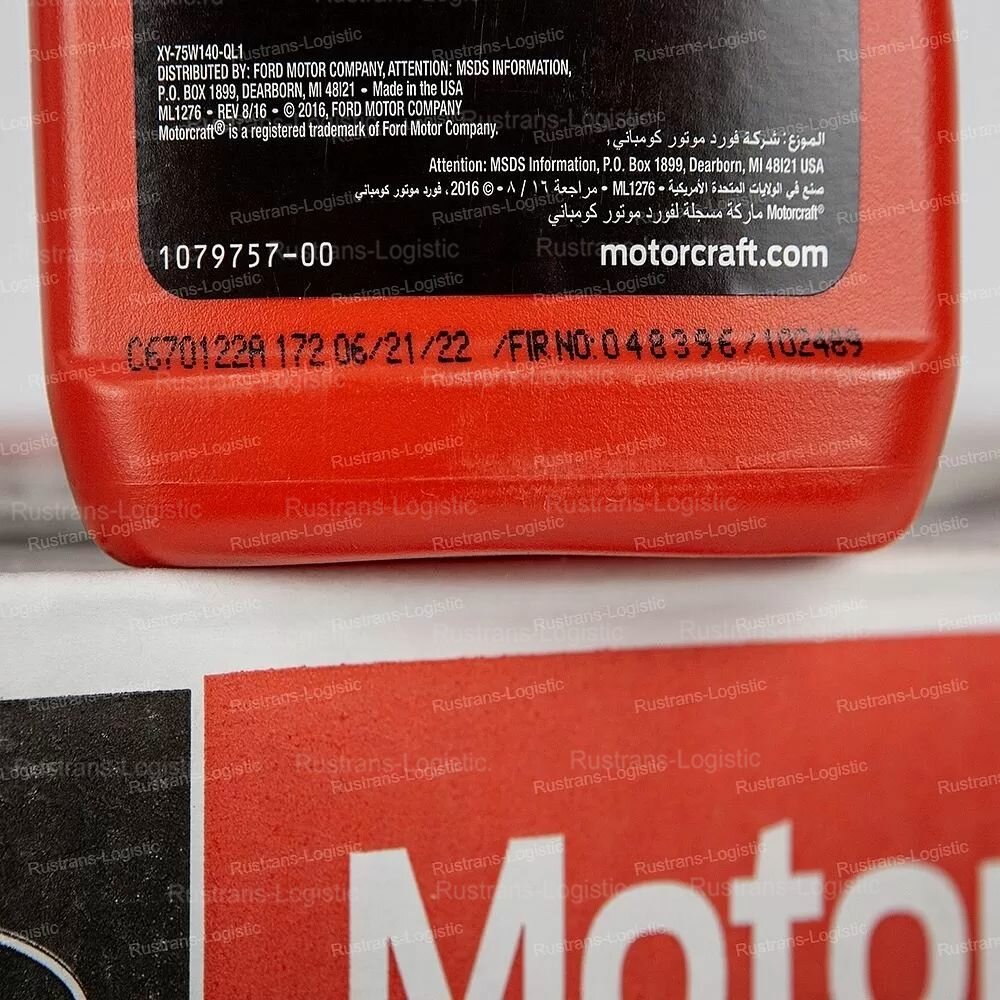 XY-75W140-QL1
DISTRIBUTED BY: FORD MOTOR COMPANY, ATTENTION: MSDS INFORMATION,
P.O. BOX 1899, DEARBORN, MI 48121 • Made in the USA
ML1276 • REV 8/16 • © 2016, FORD MOTOR COMPANY
Motorcraft® is a registered trademark of Ford Motor Company.
الموزع: شركة فورد موتور كومباني,
Attention: MSDS Information, P.O. Box 1899, Dearborn, MI 48121 USA
صنع في الولايات المتحدة الأمريكية • ML1276 • مراجعة ١٦ / ٠٨ • © 2016، فورد موتور كومباني
Motorcraft® ماركة مسجلة لفورد موتور كومباني
1079757-00
motorcraft.com
C670122A 172 06/21/22 /FIR NO:048396/102489
Motor
Rustrans-Logistic